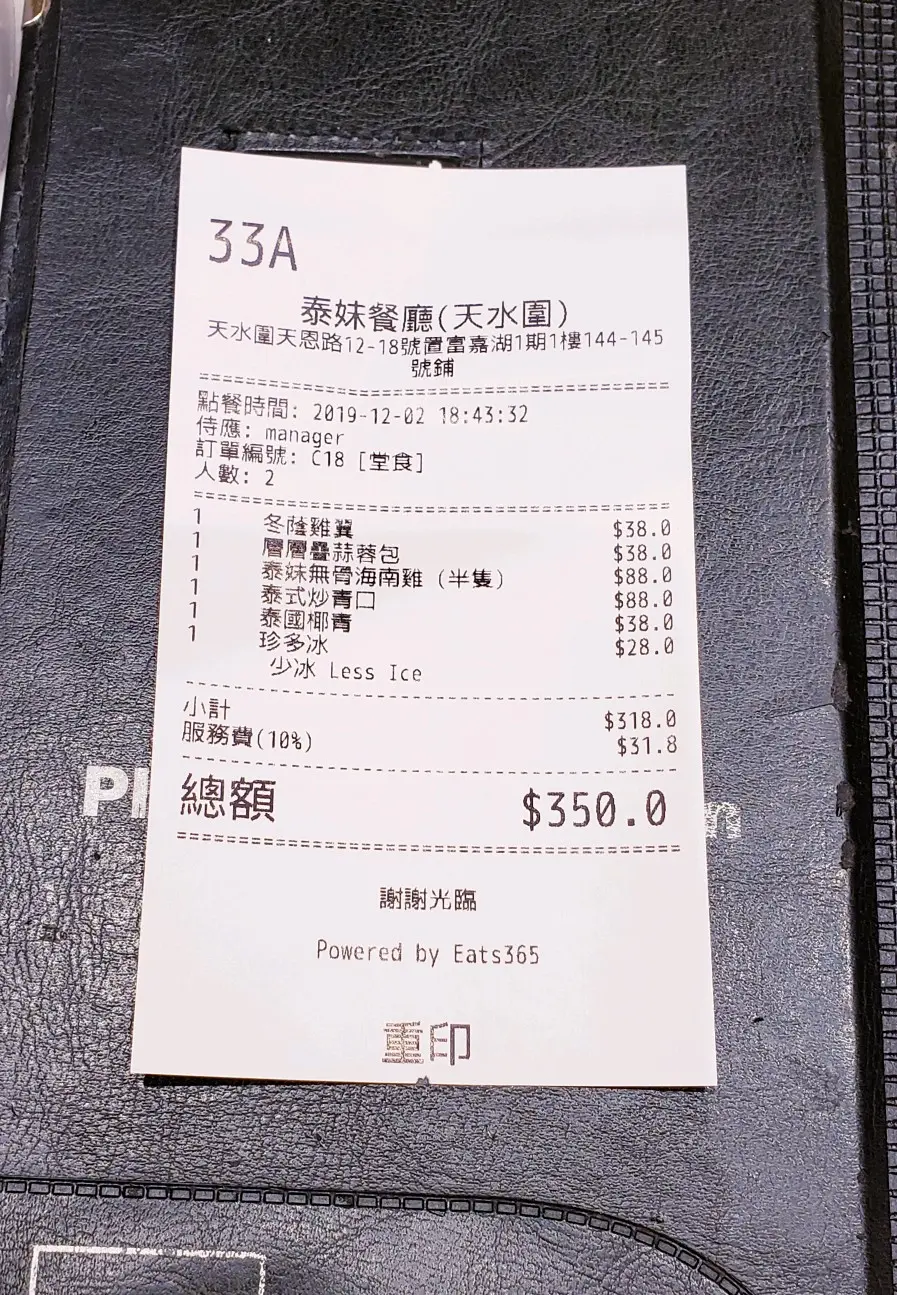 33A
泰妹餐廳(天水圍)
天水圍天恩路12-18號置富嘉湖1期1樓144-145
號鋪
點餐時間: 2019-12-02 18:43:32
侍應: manager
訂單編號: C18 [堂食]
人數: 2
1 冬蔭雞翼 $38.0
1 層層疊蒜蓉包 $38.0
1 泰妹無骨海南雞 (半隻) $88.0
1 泰式炒青口 $88.0
1 泰國椰青 $38.0
1 珍多冰 $28.0
少冰 Less Ice
小計 $318.0
服務費(10%) $31.8
總額 $350.0
謝謝光臨
Powered by Eats365
重印